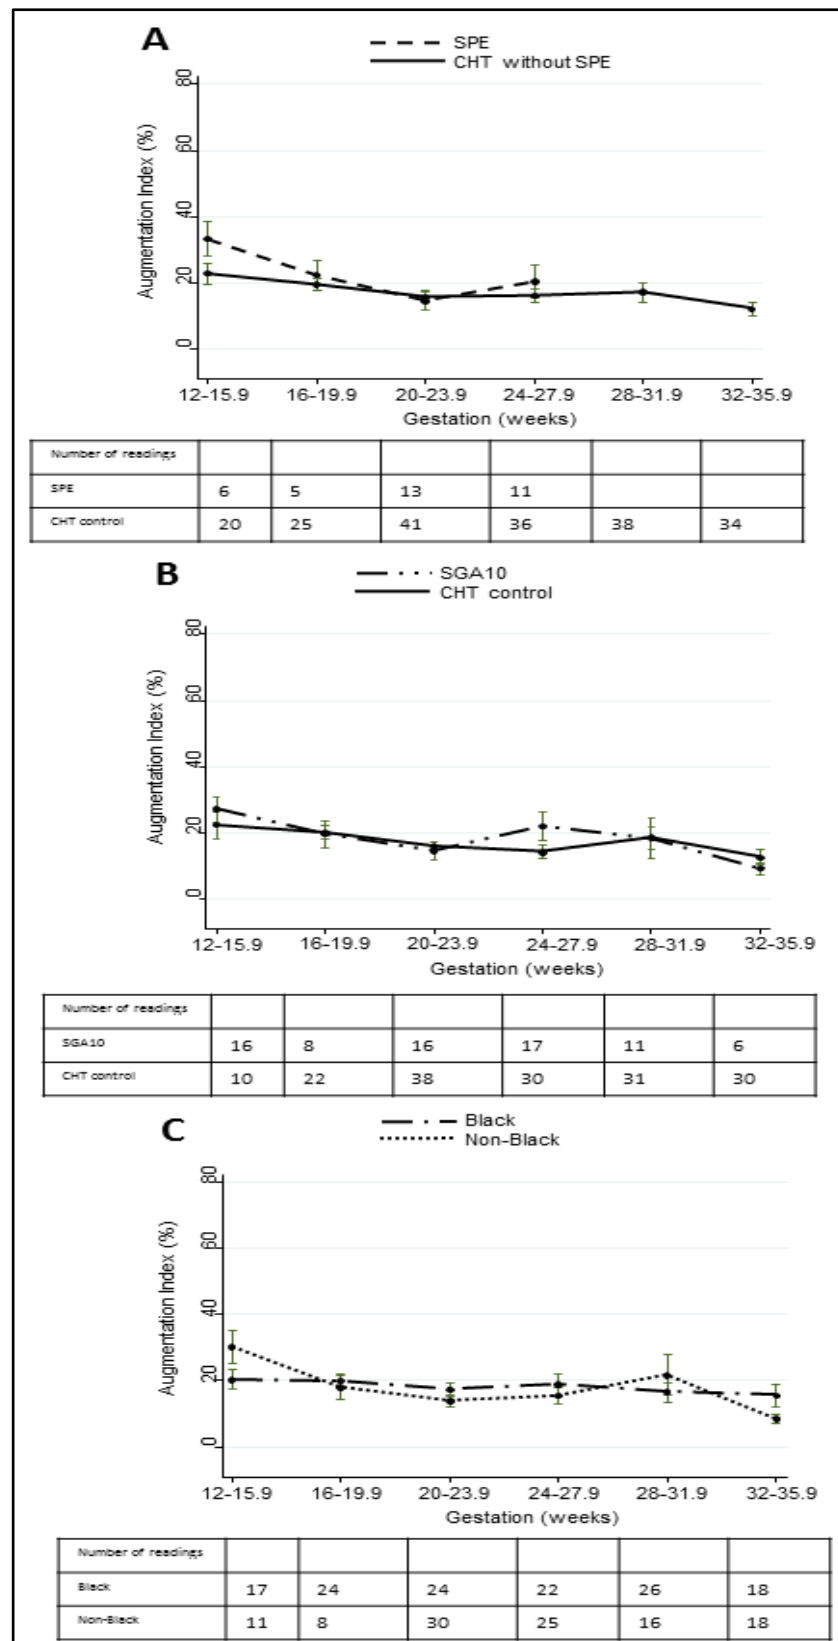 A
SPE
CHT without SPE
Augmentation Index (%)
80
60
40
20
0
12-15.9 16-19.9 20-23.9 24-27.9 28-31.9 32-35.9
Gestation (weeks)
Number of readings
SPE 6 5 13 11
CHT control 20 25 41 36 38 34
B
SGA10
CHT control
Augmentation Index (%)
80
60
40
20
0
12-15.9 16-19.9 20-23.9 24-27.9 28-31.9 32-35.9
Gestation (weeks)
Number of readings
SGA10 16 8 16 17 11 6
CHT control 10 22 38 30 31 30
C
Black
Non-Black
Augmentation Index (%)
80
60
40
20
0
12-15.9 16-19.9 20-23.9 24-27.9 28-31.9 32-35.9
Gestation (weeks)
Number of readings
Black 17 24 24 22 26 18
Non-Black 11 8 30 25 16 18